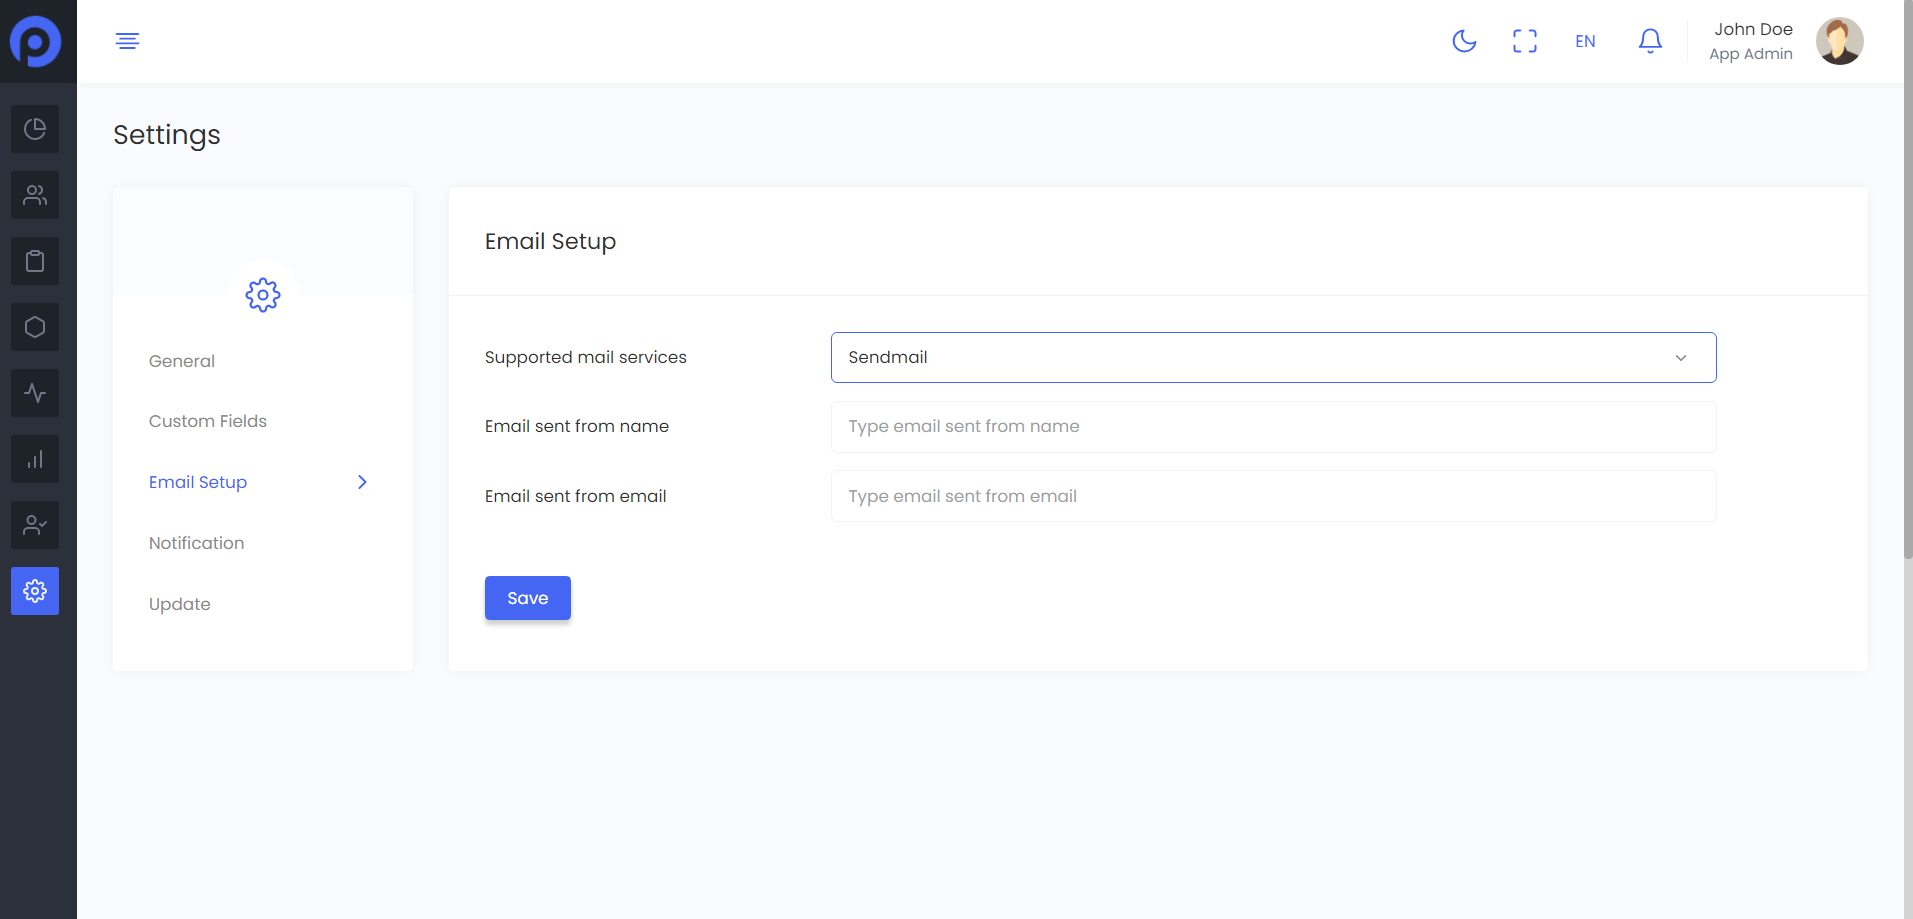 EN
John Doe
App Admin
Settings
General
Custom Fields
Email Setup
Notification
Update
Email Setup
Supported mail services
Sendmail
Email sent from name
Type email sent from name
Email sent from email
Type email sent from email
Save